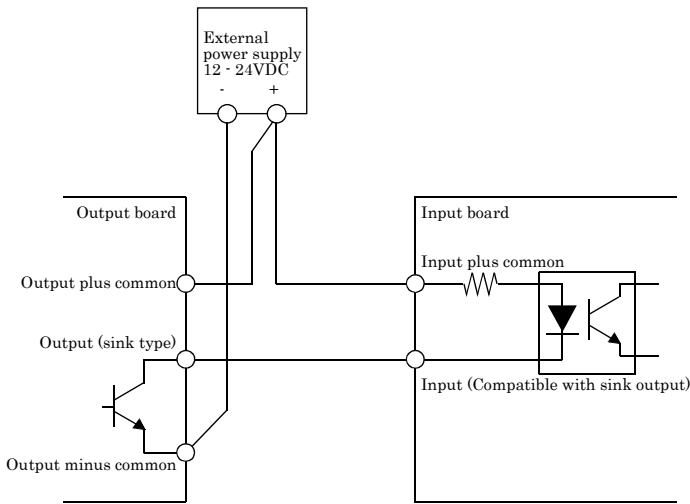 External
power supply
12 - 24VDC
- +
Output board
Input board
Input plus common
Output plus common
Output (sink type)
Input (Compatible with sink output)
Output minus common